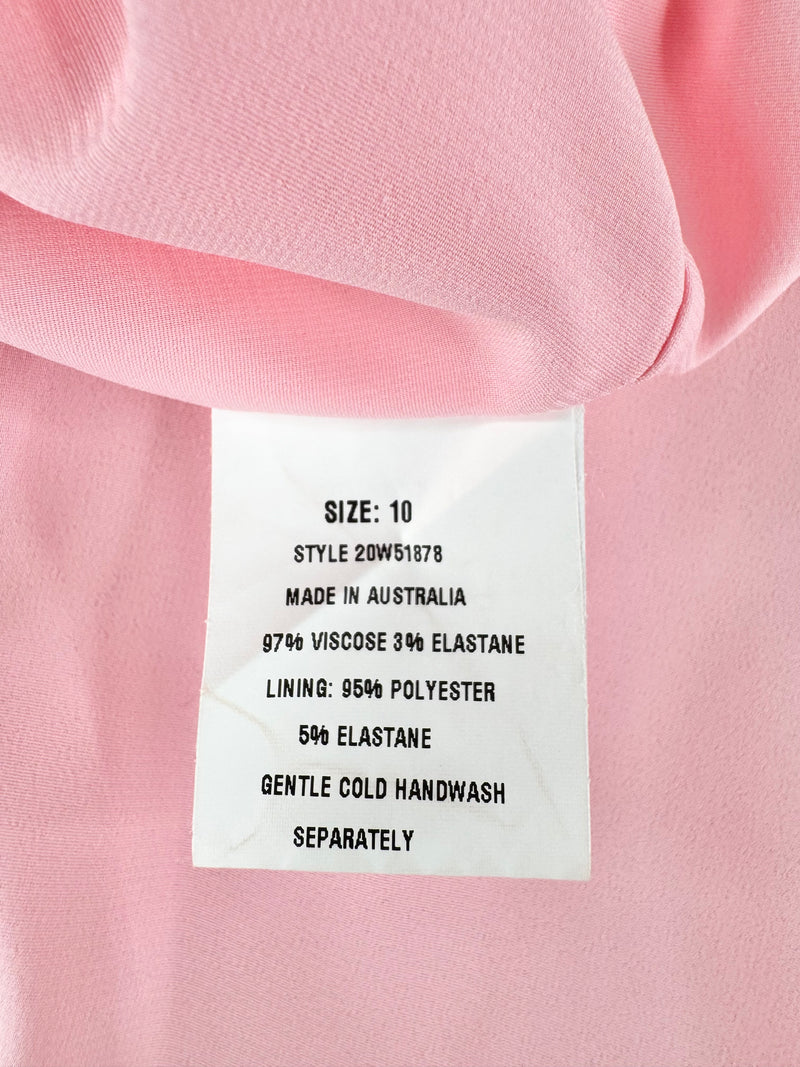 SIZE: 10
STYLE 20W51878
MADE IN AUSTRALIA
97% VISCOSE 3% ELASTANE
LINING: 95% POLYESTER
5% ELASTANE
GENTLE COLD HANDWASH
SEPARATELY